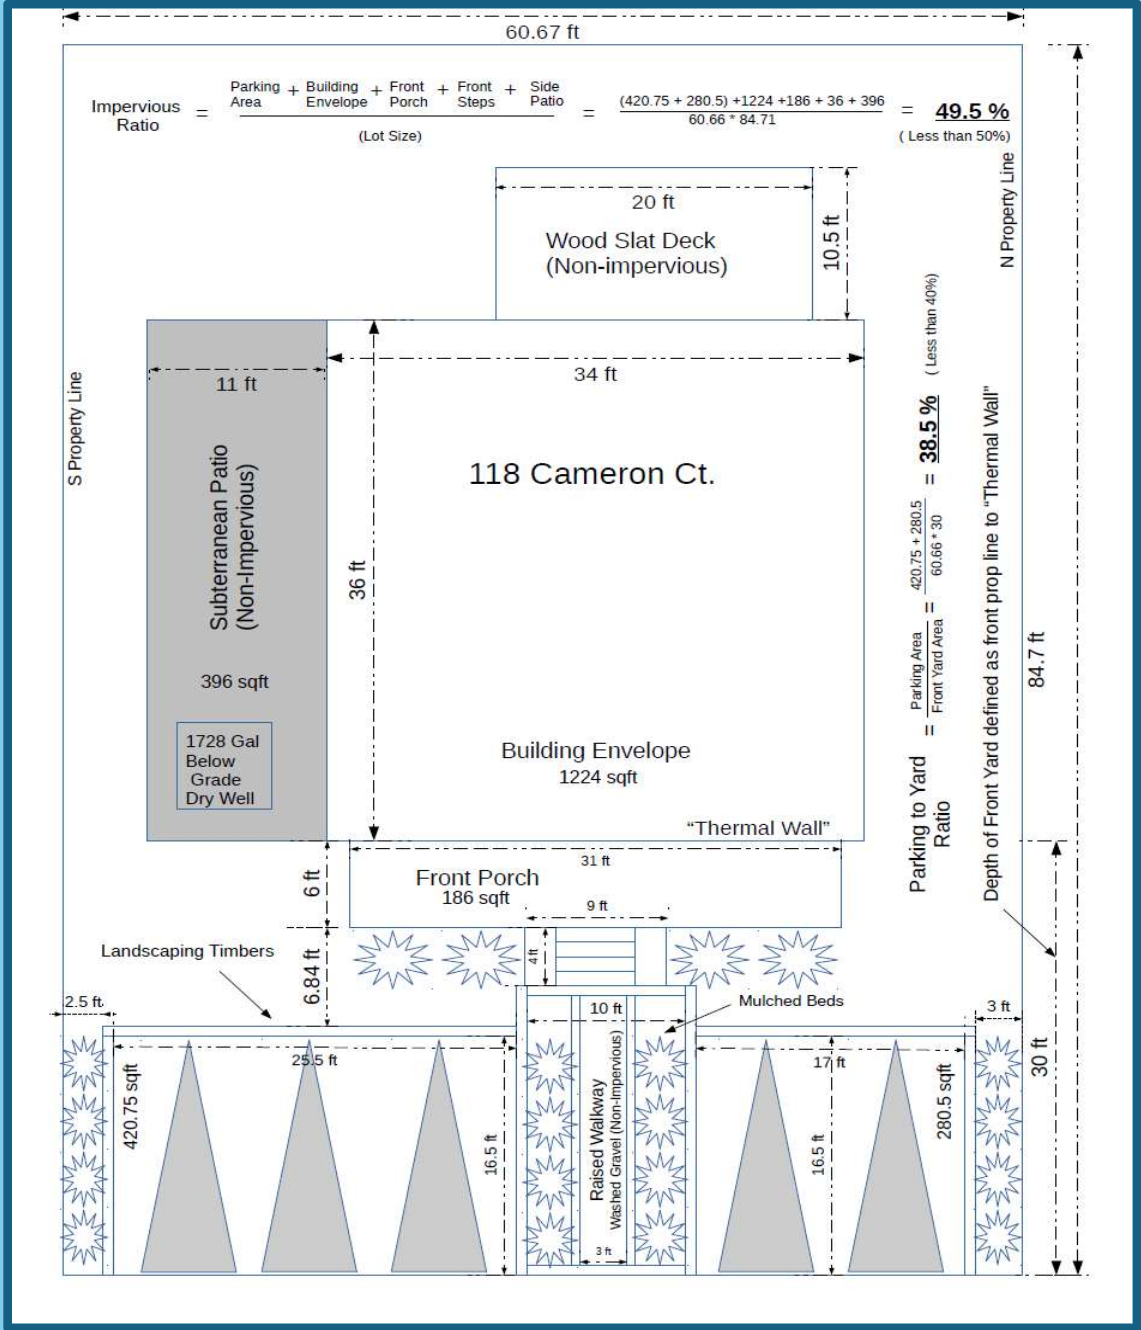 60.67 ft
Impervious
Ratio
=
Parking
Area
+
Building
Envelope
+
Front
Porch
+
Front
Steps
+
Side
Patio
(Lot Size)
=
(420.75 + 280.5) +1224 +186 + 36 + 396
60.66 * 84.71
=
49.5 %
( Less than 50%)
N Property Line
20 ft
Wood Slat Deck
(Non-impervious)
10.5 ft
S Property Line
11 ft
34 ft
Subterranean Patio
(Non-Impervious)
396 sqft
1728 Gal
Below
Grade
Dry Well
118 Cameron Ct.
36 ft
Building Envelope
1224 sqft
"Thermal Wall"
Parking to Yard
Ratio
=
Parking Area
Front Yard Area
=
420.75 + 280.5
60.66 * 30
=
38.5 %
( Less than 40%)
Depth of Front Yard defined as front prop line to "Thermal Wall"
84.7 ft
31 ft
Front Porch
186 sqft
6 ft
9 ft
4 ft
6.84 ft
Landscaping Timbers
2.5 ft
10 ft
Mulched Beds
3 ft
30 ft
25.5 ft
17 ft
420.75 sqft
16.5 ft
Raised Walkway
Washed Gravel (Non-Impervious)
3 ft
16.5 ft
280.5 sqft